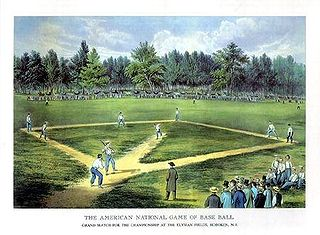 THE AMERICAN NATIONAL GAME OF BASE BALL
GRAND MATCH FOR THE CHAMPIONSHIP AT THE ELYSIAN FIELDS, HOBOKEN, N.J.